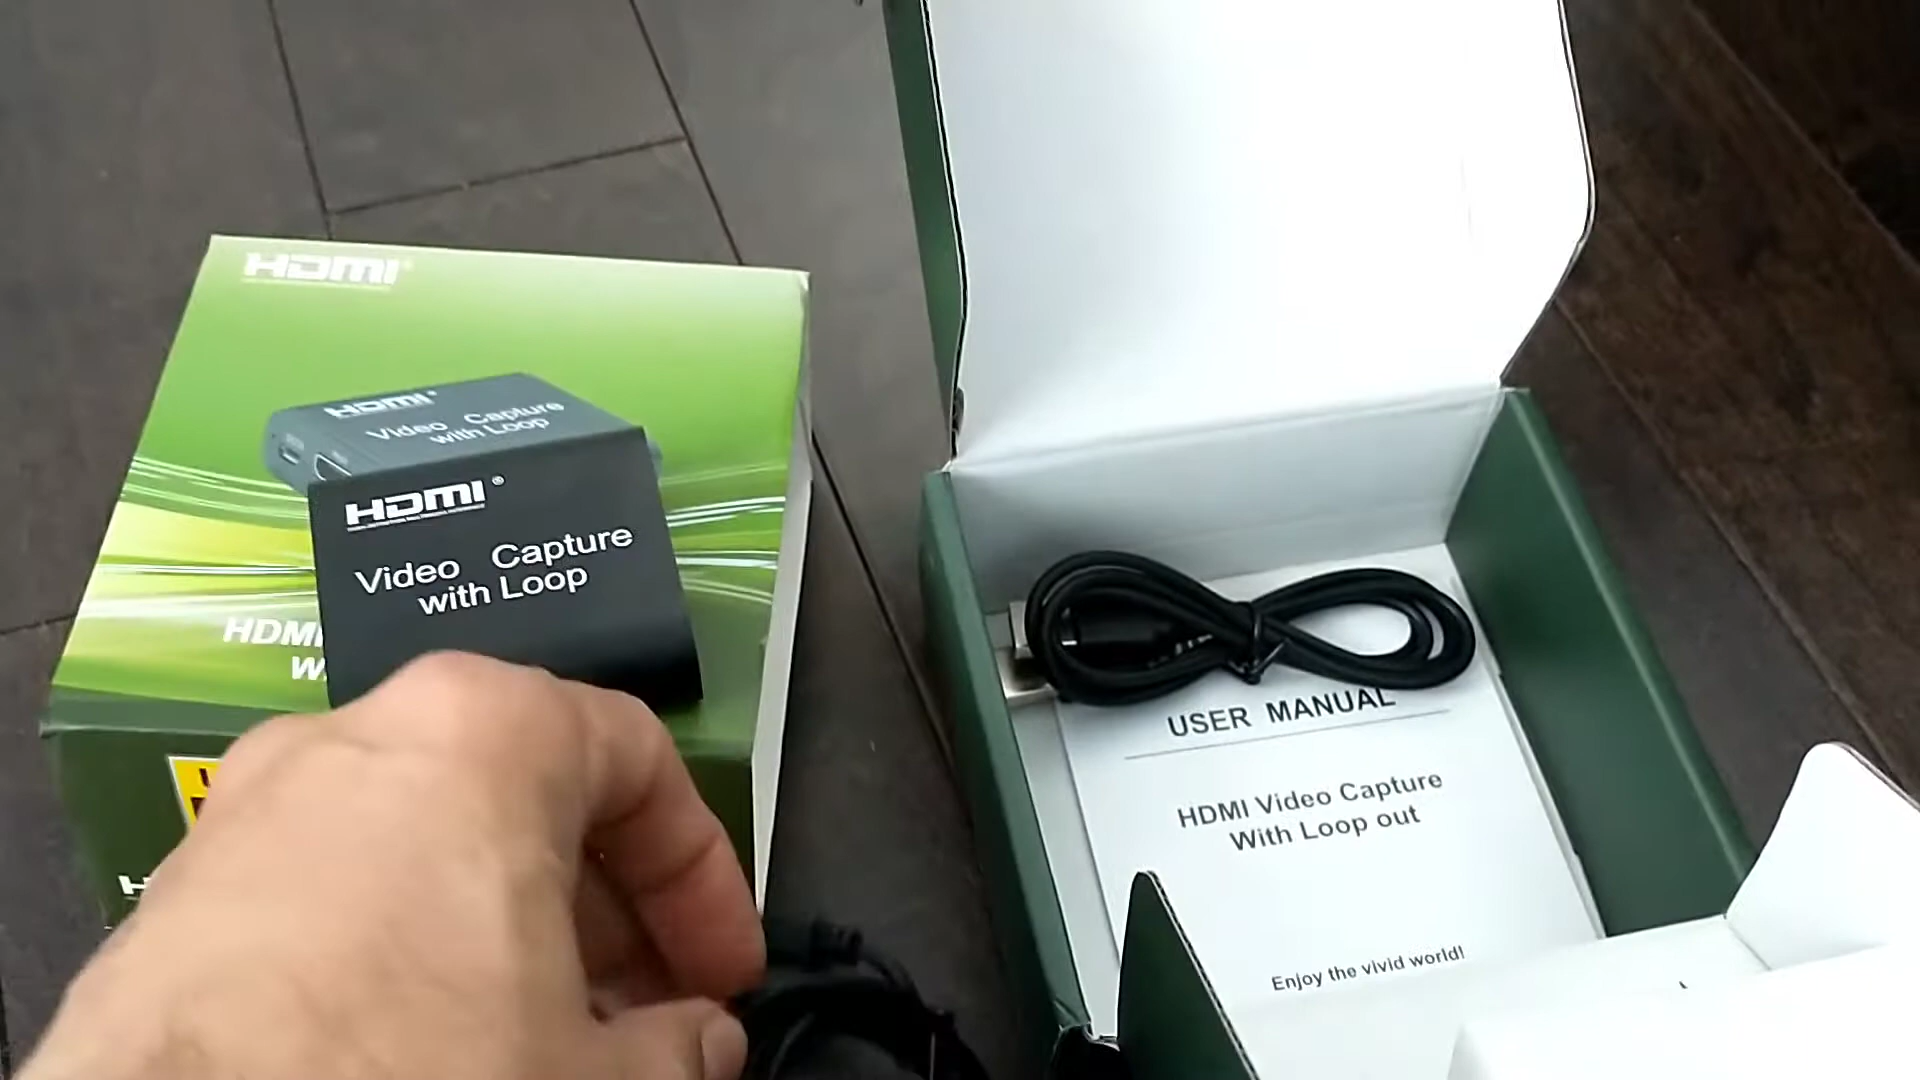 HDMI
HDMI
Video Capture
with Loop
HDMI®
Video Capture
with Loop
HDMI
USER MANUAL
HDMI Video Capture
With Loop out
Enjoy the vivid world!